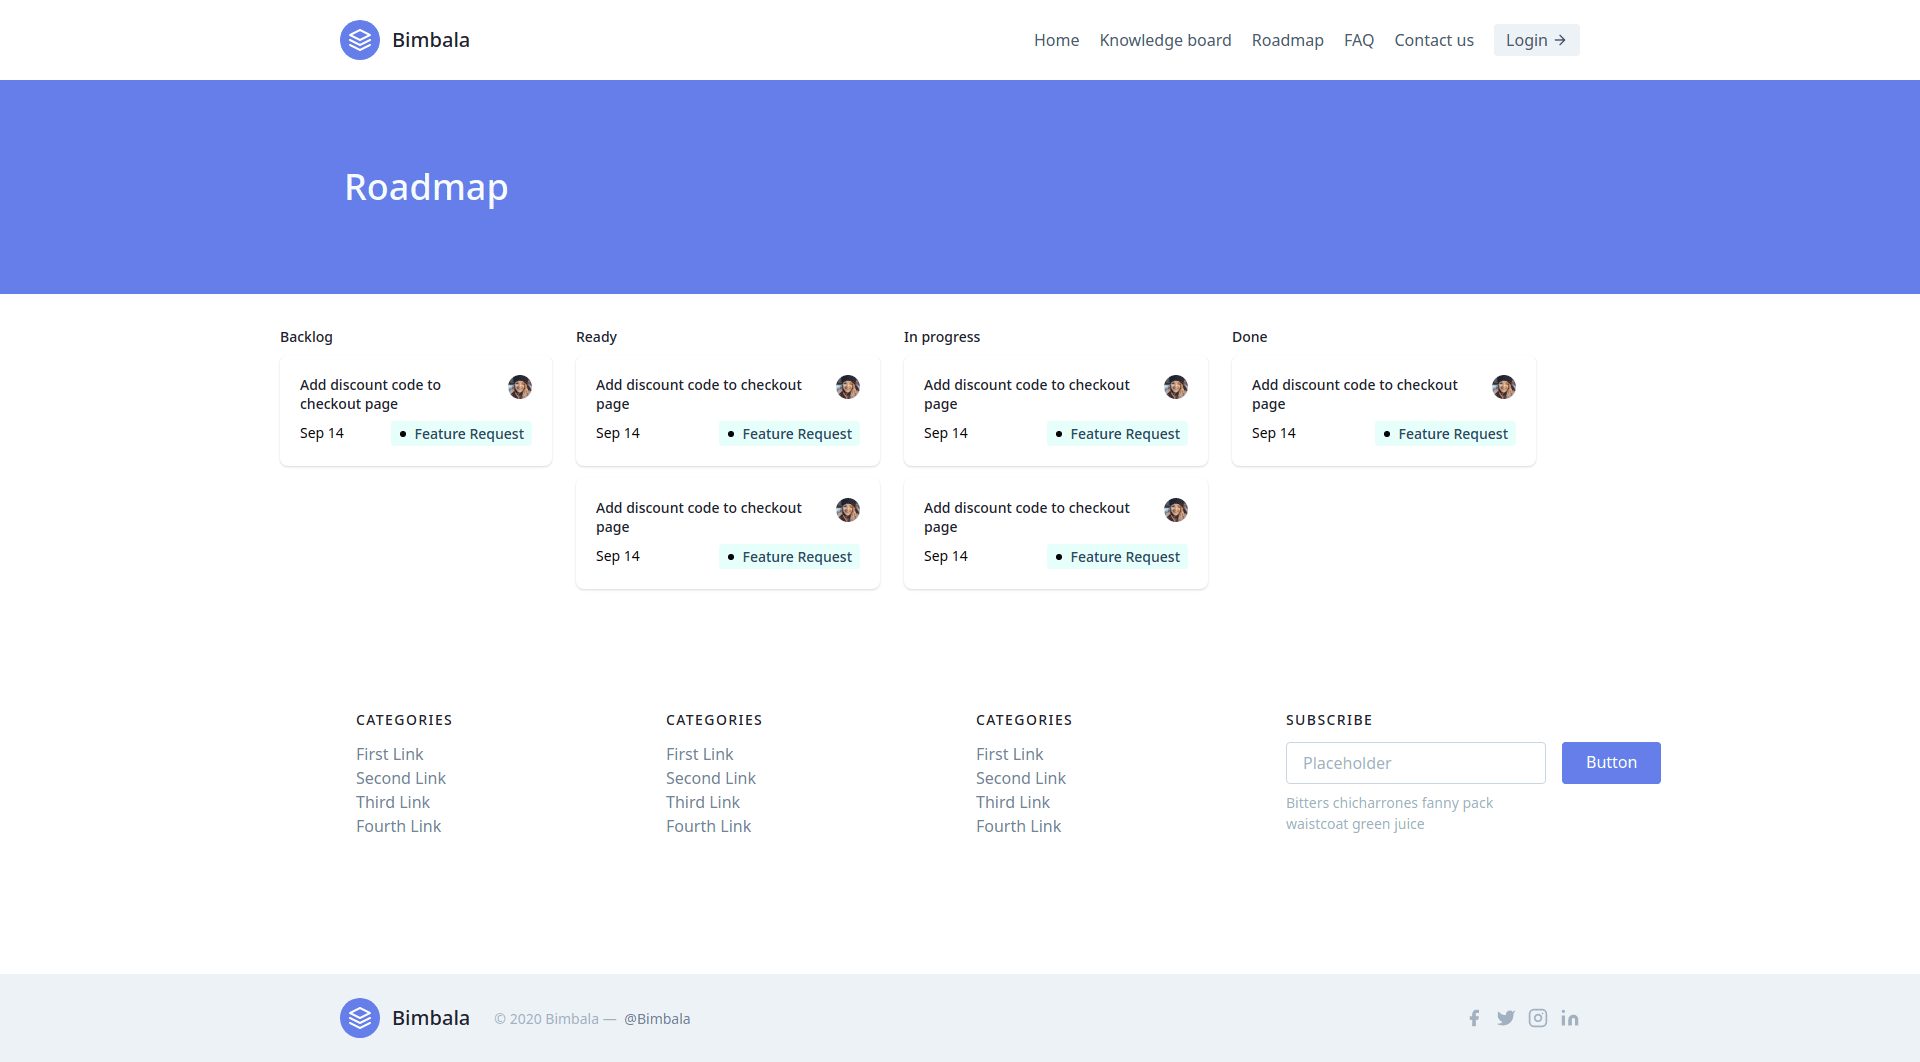 Bimbala
Home Knowledge board Roadmap FAQ Contact us Login
Roadmap
Backlog
Add discount code to
checkout page
Sep 14
Feature Request
Ready
Add discount code to checkout
page
Sep 14
Feature Request
Add discount code to checkout
page
Sep 14
Feature Request
In progress
Add discount code to checkout
page
Sep 14
Feature Request
Add discount code to checkout
page
Sep 14
Feature Request
Done
Add discount code to checkout
page
Sep 14
Feature Request
CATEGORIES
First Link
Second Link
Third Link
Fourth Link
CATEGORIES
First Link
Second Link
Third Link
Fourth Link
CATEGORIES
First Link
Second Link
Third Link
Fourth Link
SUBSCRIBE
Placeholder
Button
Bitters chicharrones fanny pack
waistcoat green juice
Bimbala
© 2020 Bimbala — @Bimbala